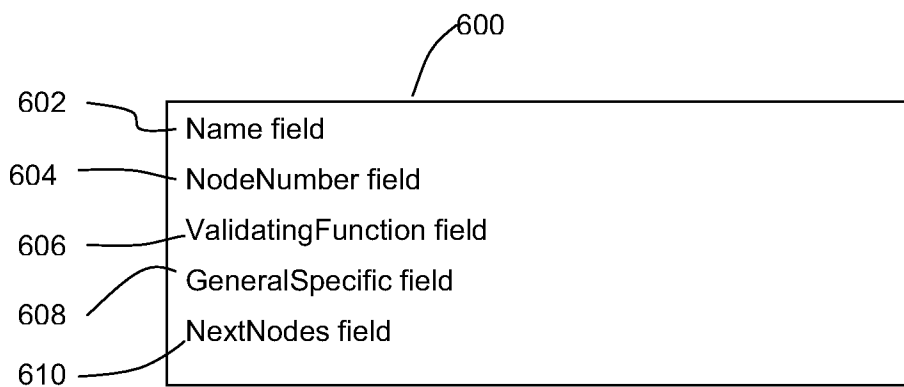 600
602
Name field
604
NodeNumber field
606
ValidatingFunction field
608
GeneralSpecific field
610
NextNodes field